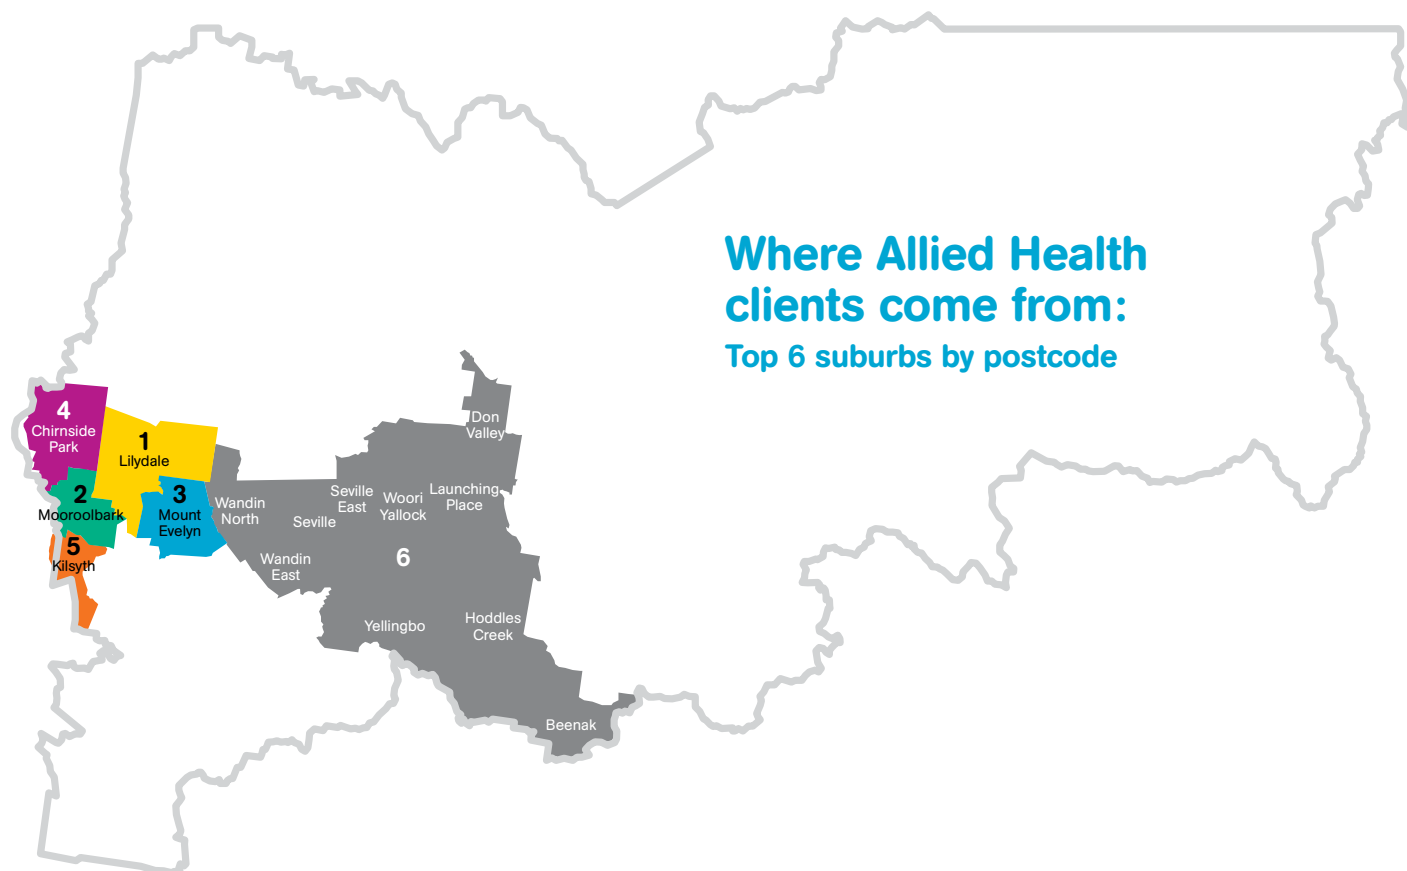 Where Allied Health
clients come from:
Top 6 suburbs by postcode
4
Chirnside
Park
1
Lilydale
2
Mooroolbark
3
Mount
Evelyn
5
Kilsyth
Don
Valley
Wandin
North
Seville
Seville
East
Woori
Yallock
Launching
Place
Wandin
East
6
Yellingbo
Hoddles
Creek
Beenak